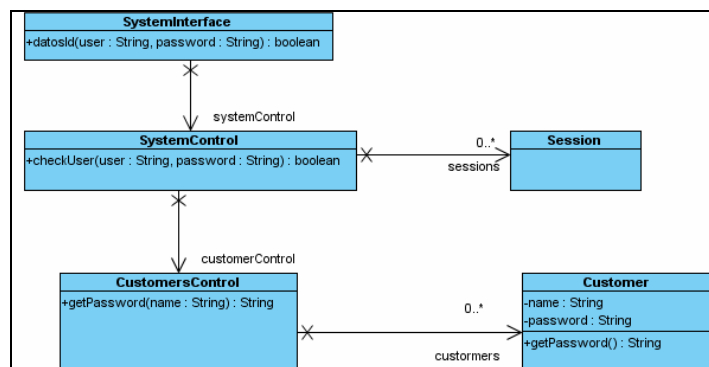 SystemInterface
+datosId(user : String, password : String) : boolean
systemControl
SystemControl
+checkUser(user : String, password : String) : boolean
0..*
sessions
Session
customerControl
CustomersControl
+getPassword(name : String) : String
0..*
custormers
Customer
-name : String
-password : String
+getPassword() : String